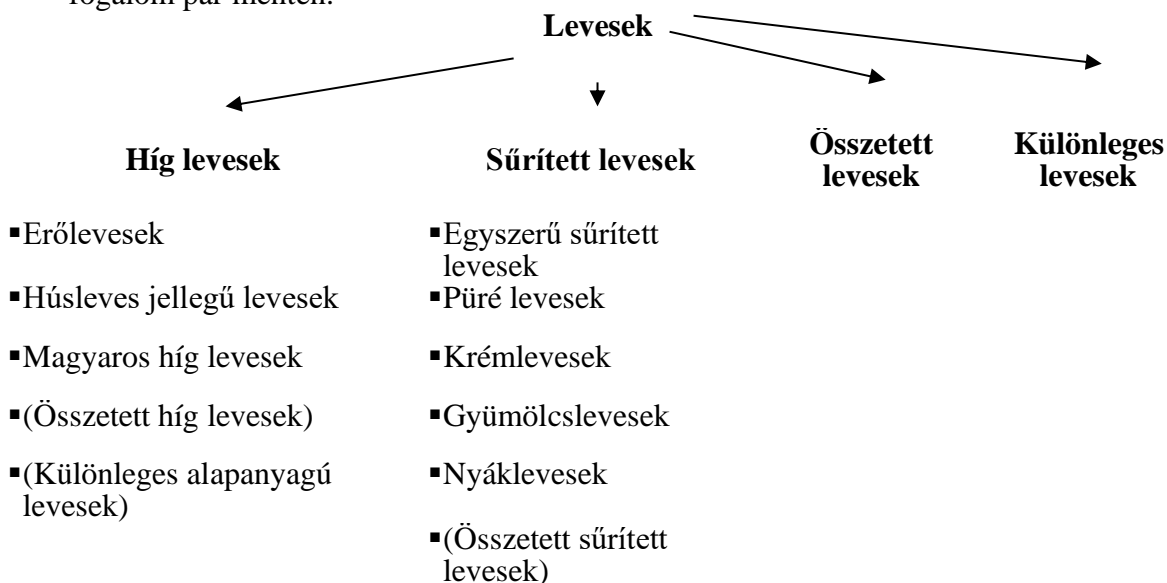 fogalom pár mentén.
Levesek
Híg levesek
Sűrített levesek
Összetett
levesek
Különleges
levesek
▪Erőlevesek
▪Húsleves jellegű levesek
▪Magyaros híg levesek
▪(Összetett híg levesek)
▪(Különleges alapanyagú
levesek)
▪Egyszerű sűrített
levesek
▪Püré levesek
▪Krémlevesek
▪Gyümölcslevesek
▪Nyáklevesek
▪(Összetett sűrített
levesek)